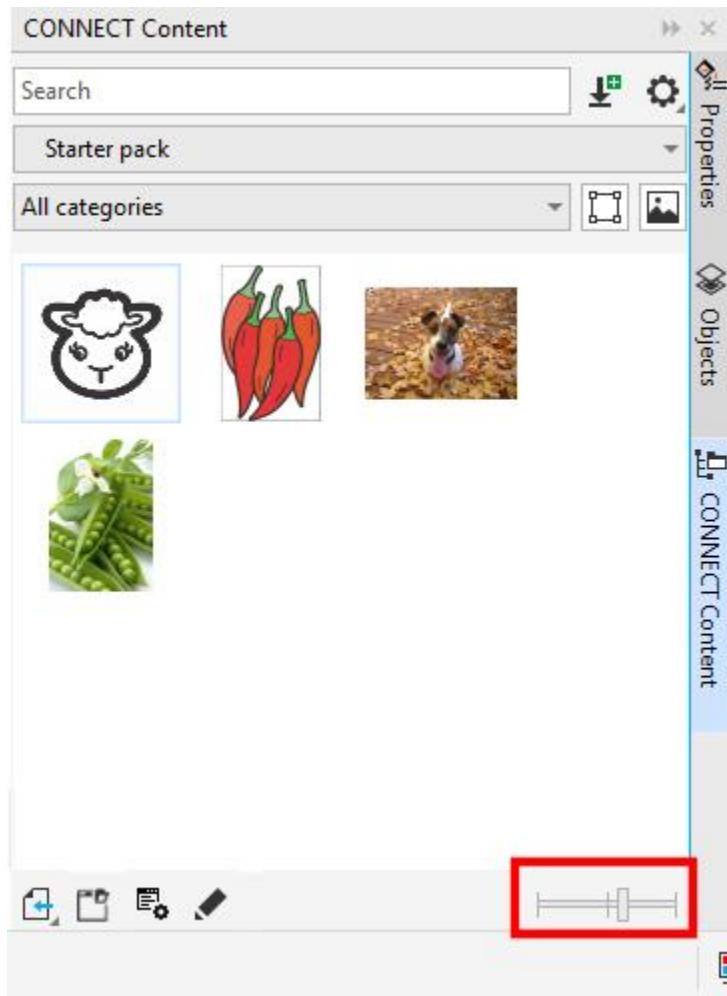 CONNECT Content
Search
Starter pack
All categories
Properties
Objects
CONNECT Content